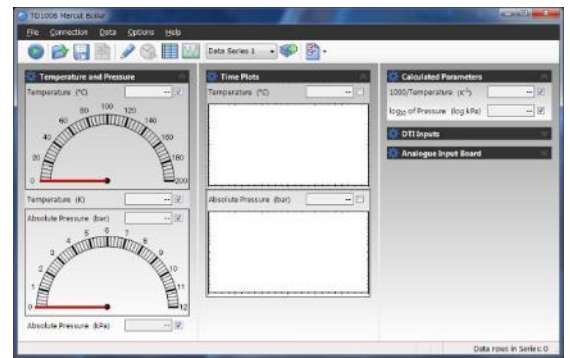 TD1006 Marcet Boiler
File Connection Data Options Help
Data Series 1
Temperature and Pressure
Temperature (°C) --
0 20 40 60 80 100 120 140 160 180 200
Temperature (K) --
Absolute Pressure (bar) --
0 1 2 3 4 5 6 7 8 9 10 11 12
Absolute Pressure (kPa) --
Time Plots
Temperature (°C) --
Absolute Pressure (bar) --
Calculated Parameters
1000/Temperature (K⁻¹) --
log₁₀ of Pressure (log kPa) --
DTI Inputs
Analogue Input Board
Data rows in Series: 0